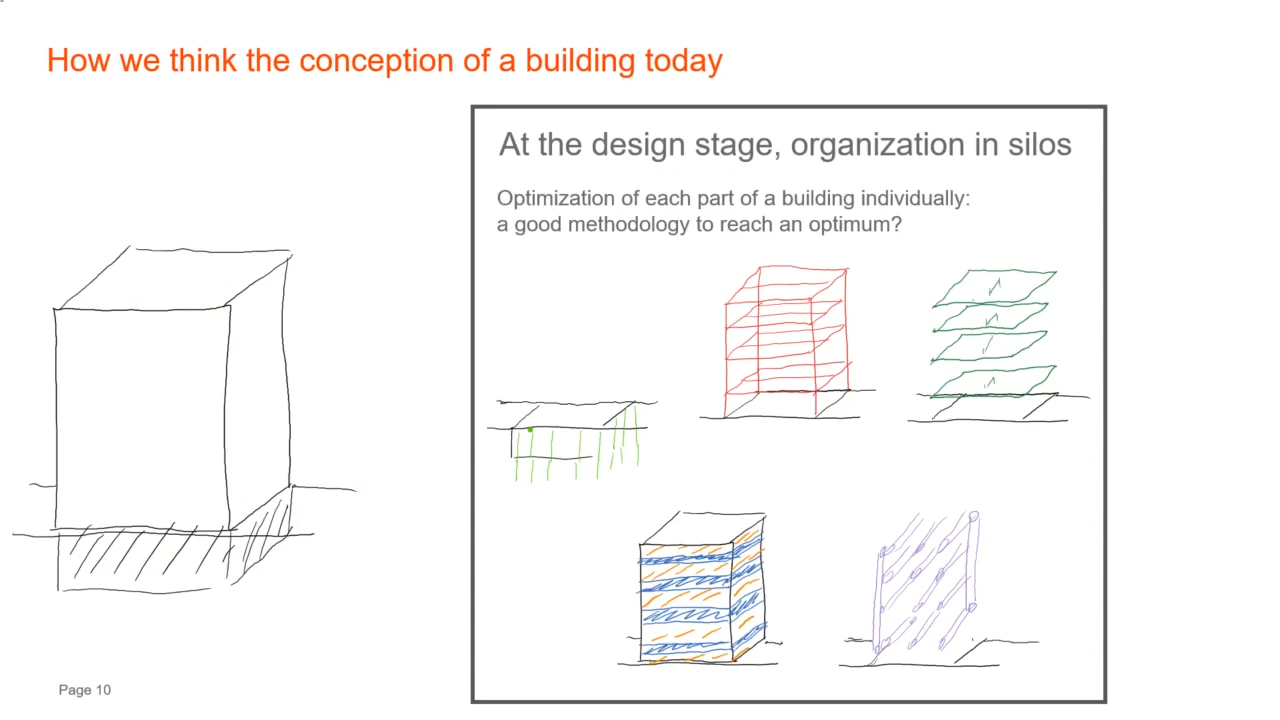 How we think the conception of a building today
At the design stage, organization in silos
Optimization of each part of a building individually:
a good methodology to reach an optimum?
Page 10